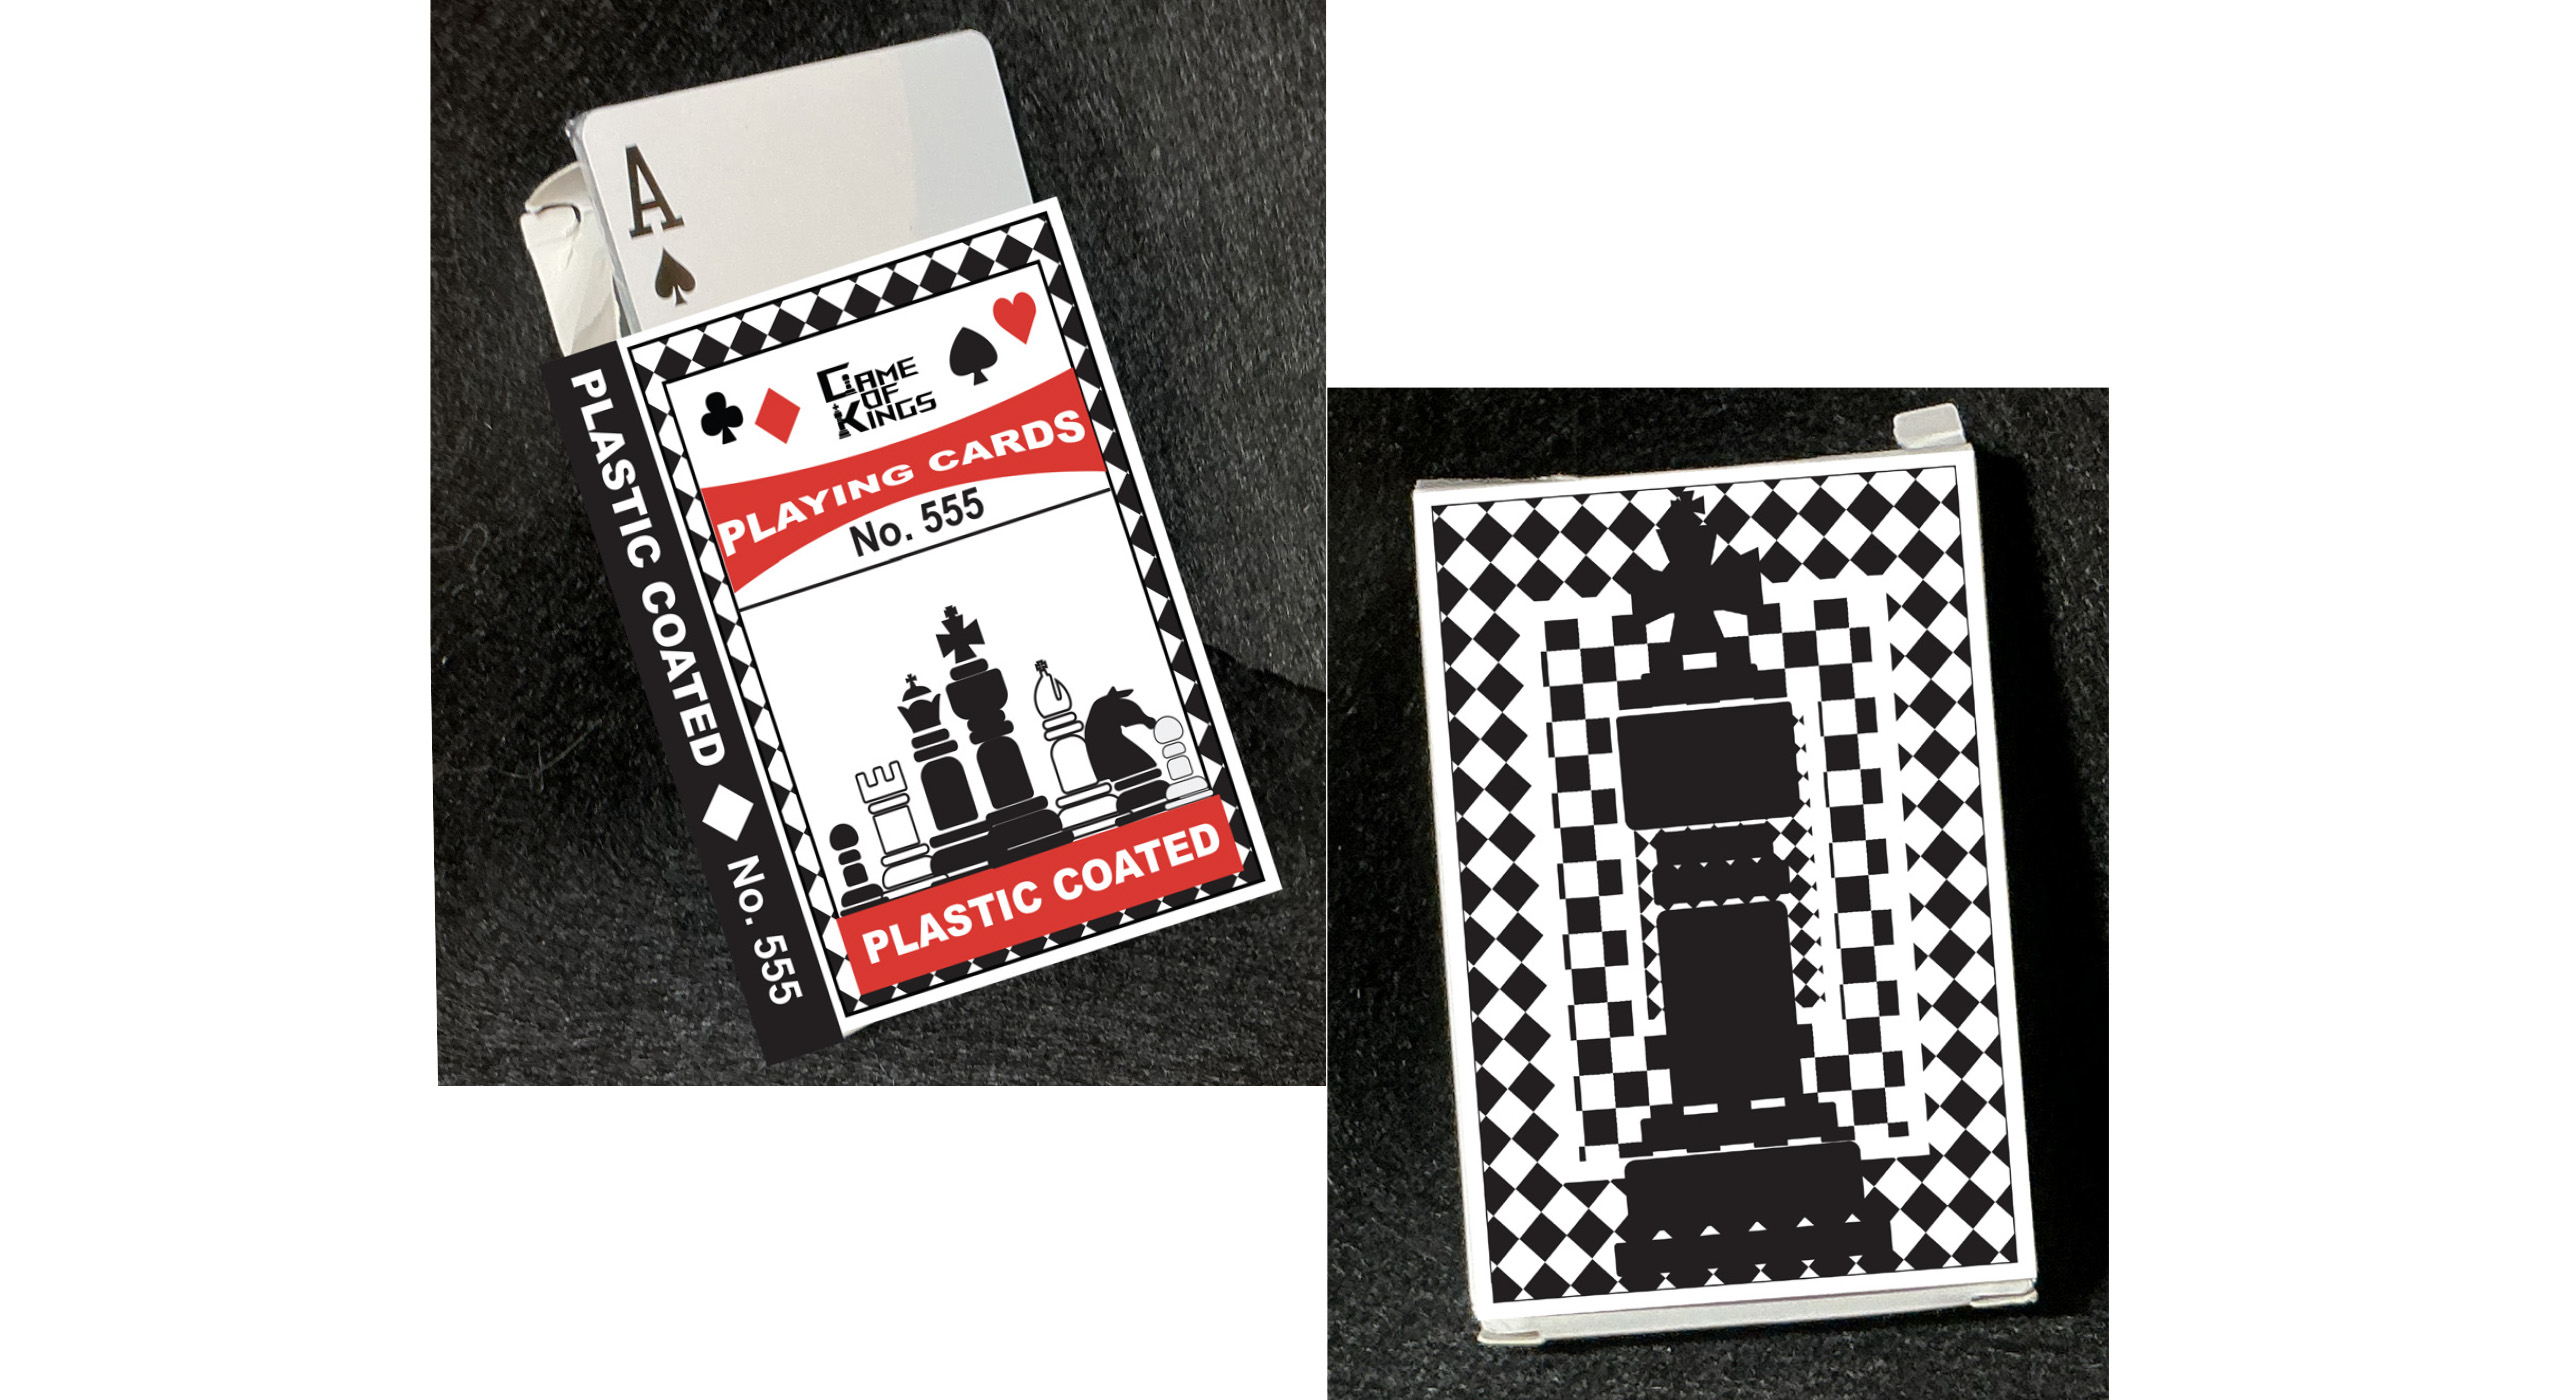 A
GAME
OF
KINGS
PLAYING CARDS
No. 555
PLASTIC COATED
PLASTIC COATED ♦ No. 555